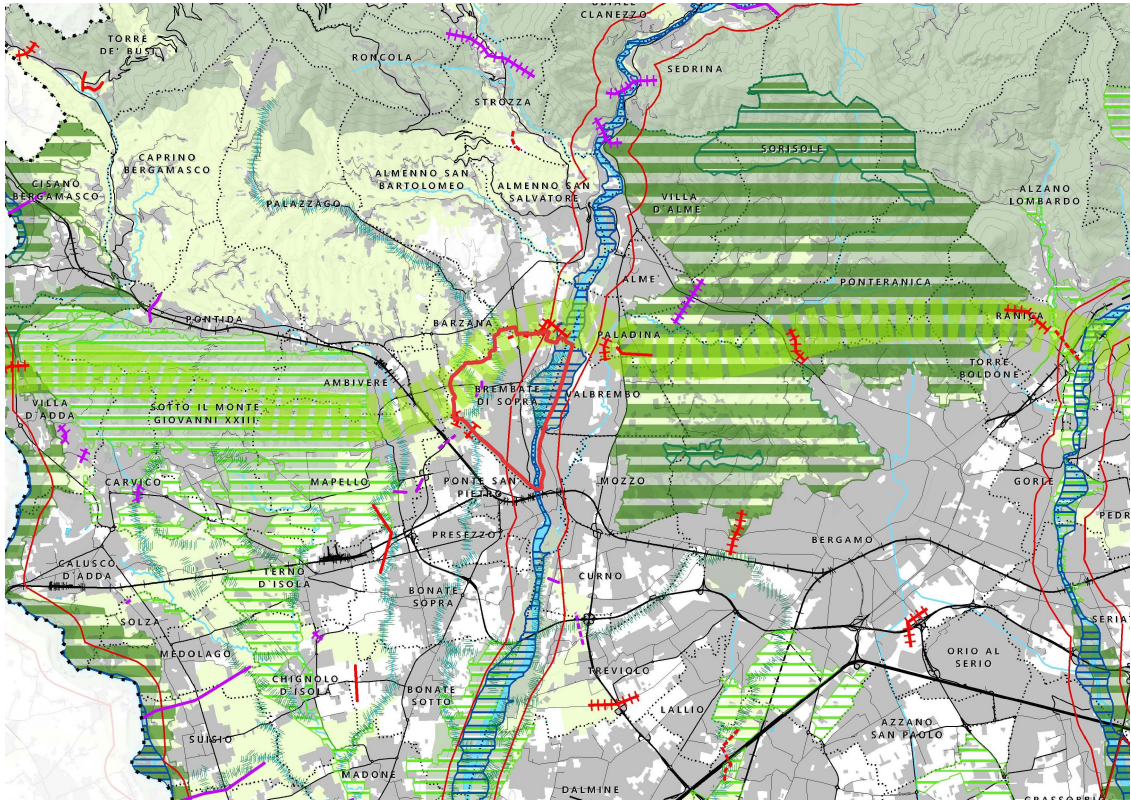 UBIALE
CLANEZZO
TORRE
DE' BUSI
RONCOLA
SEDRINA
STROZZA
SORISOLE
CAPRINO
BERGAMASCO
ALMENNO SAN
BARTOLOMEO
ALMENNO SAN
SALVATORE
CISANO
BERGAMASCO
PALAZZAGO
VILLA
D'ALME'
ALZANO
LOMBARDO
ALME'
PONTERANICA
PONTIDA
BARZANA
PALADINA
RANICA
TORRE
BOLDONE
AMBIVERE
BREMBATE
DI SOPRA
VALBREMBO
VILLA
D'ADDA
SOTTO IL MONTE
GIOVANNI XXIII
CARVICO
MAPELLO
PONTE SAN
PIETRO
MOZZO
GORLE
PEDR
PRESEZZO
BERGAMO
CALUSCO
D'ADDA
TERNO
D'ISOLA
CURNO
BONATE
SOPRA
SOLZA
SERIAT
MEDOLAGO
ORIO AL
SERIO
CHIGNOLO
D'ISOLA
TREVIOLO
BONATE
SOTTO
LALLIO
AZZANO
SAN PAOLO
SUISIO
MADONE
DALMINE
GRASSOBBIO